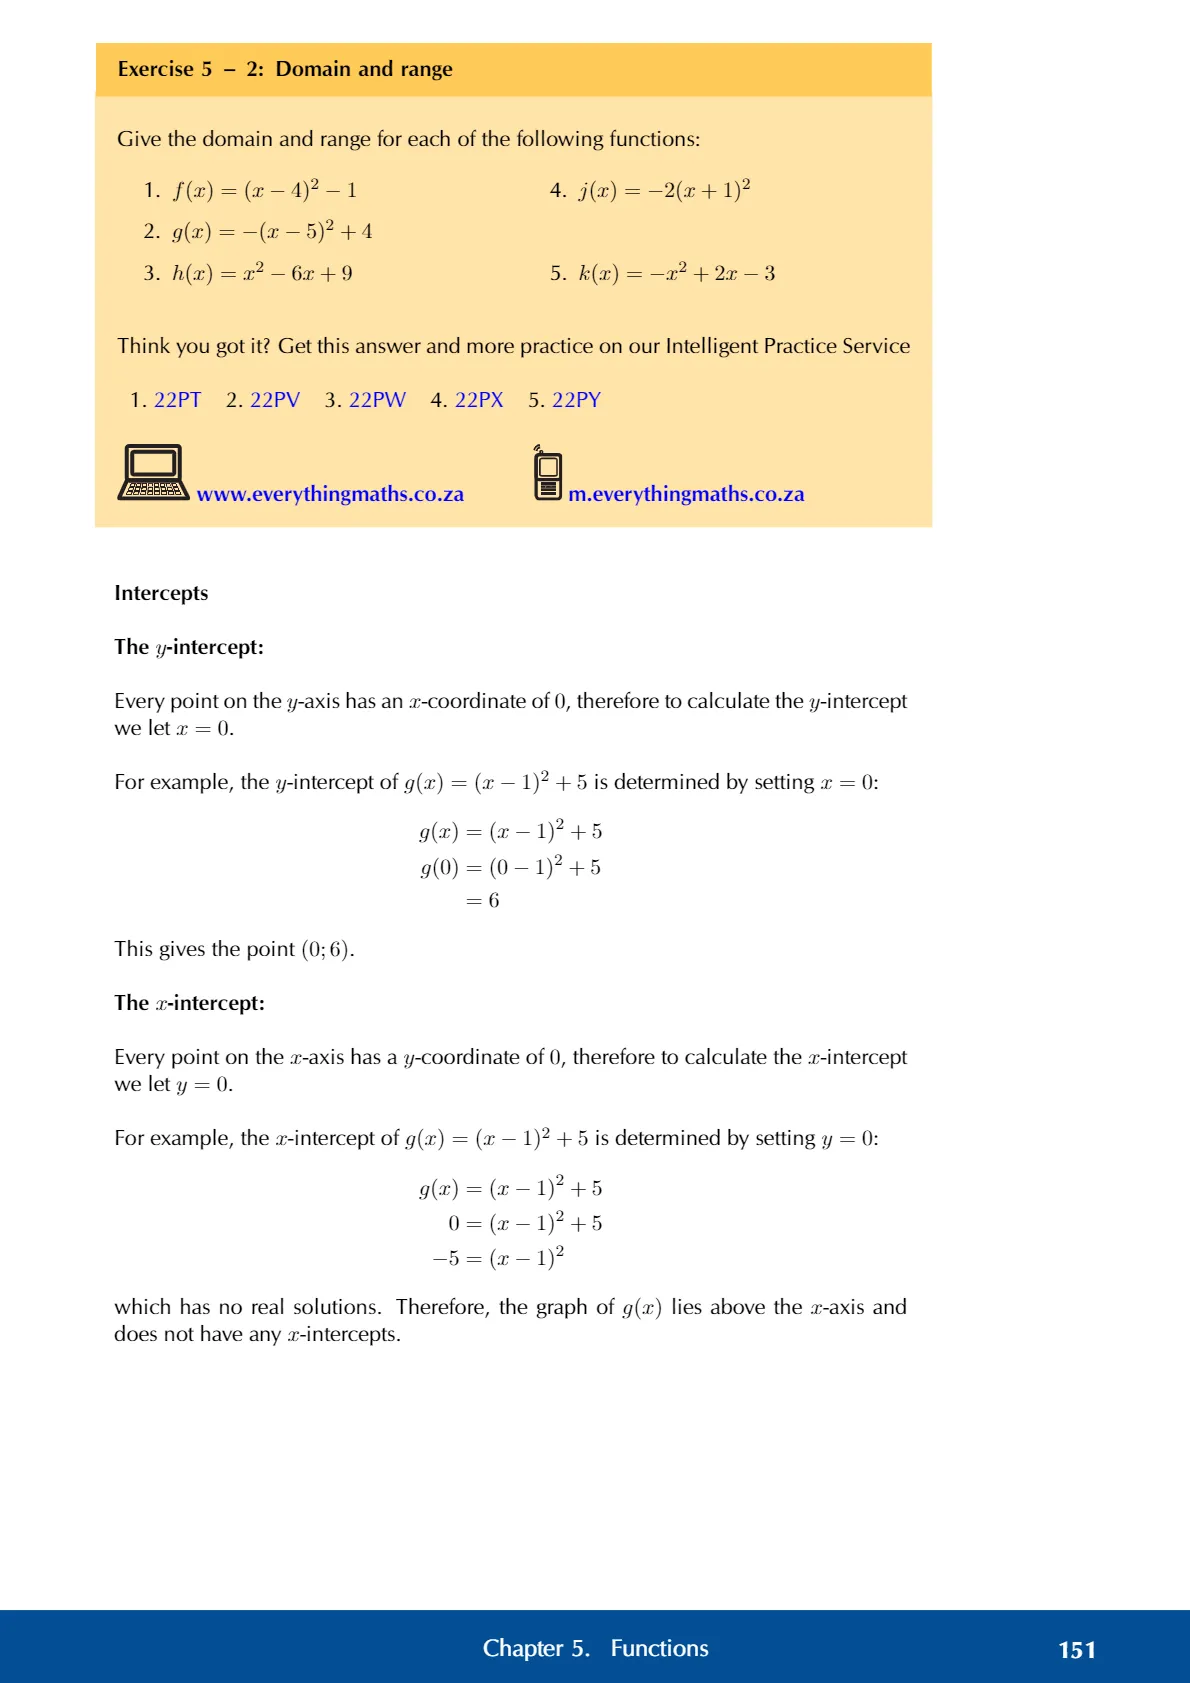 Exercise 5 – 2: Domain and range
Give the domain and range for each of the following functions:
1. f(x) = (x − 4)² − 1
2. g(x) = −(x − 5)² + 4
3. h(x) = x² − 6x + 9
4. j(x) = −2(x + 1)²
5. k(x) = −x² + 2x − 3
Think you got it? Get this answer and more practice on our Intelligent Practice Service
1. 22PT 2. 22PV 3. 22PW 4. 22PX 5. 22PY
www.everythingmaths.co.za m.everythingmaths.co.za
Intercepts
The y-intercept:
Every point on the y-axis has an x-coordinate of 0, therefore to calculate the y-intercept
we let x = 0.
For example, the y-intercept of g(x) = (x − 1)² + 5 is determined by setting x = 0:
g(x) = (x − 1)² + 5
g(0) = (0 − 1)² + 5
= 6
This gives the point (0; 6).
The x-intercept:
Every point on the x-axis has a y-coordinate of 0, therefore to calculate the x-intercept
we let y = 0.
For example, the x-intercept of g(x) = (x − 1)² + 5 is determined by setting y = 0:
g(x) = (x − 1)² + 5
0 = (x − 1)² + 5
−5 = (x − 1)²
which has no real solutions. Therefore, the graph of g(x) lies above the x-axis and
does not have any x-intercepts.
Chapter 5. Functions 151